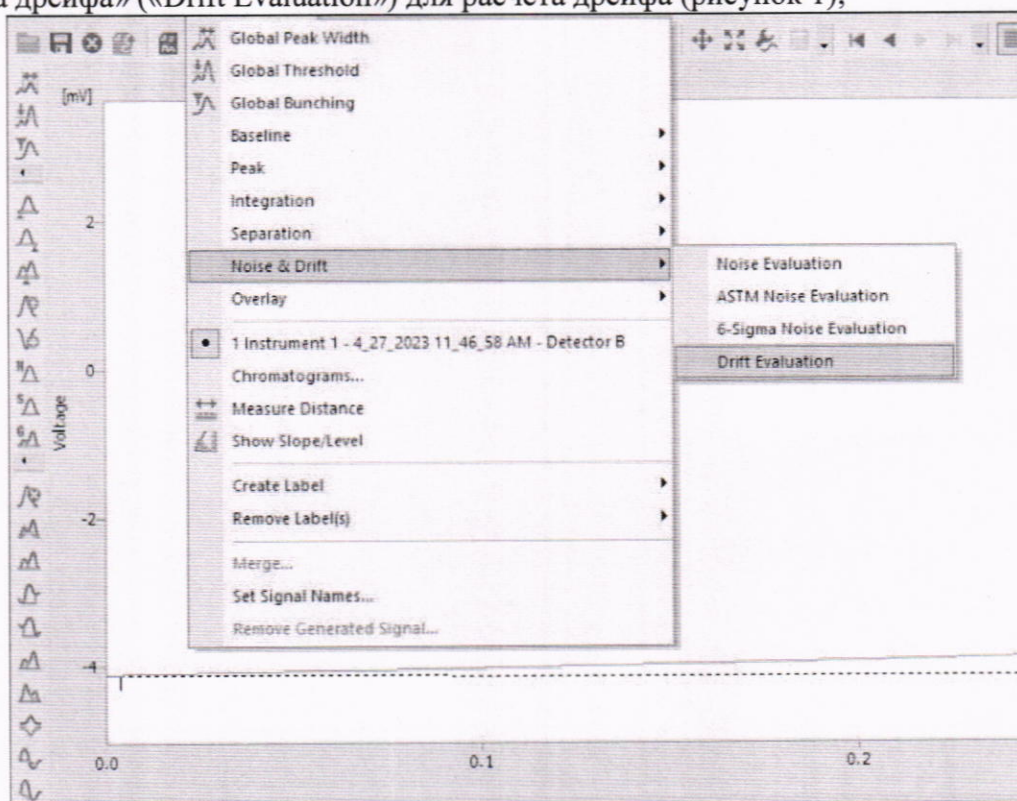 дрейфа» («Drift Evaluation») для расчета дрейфа (рисунок 1);
Global Peak Width
[mV]
Global Threshold
Global Bunching
Baseline
Peak
Integration
2
Separation
Noise & Drift
Noise Evaluation
Overlay
ASTM Noise Evaluation
6-Sigma Noise Evaluation
1 Instrument 1 - 4_27_2023 11_46_58 AM - Detector B
Drift Evaluation
0
Chromatograms...
Voltage
Measure Distance
Show Slope/Level
Create Label
-2
Remove Label(s)
Merge...
Set Signal Names...
Remove Generated Signal...
-4
0.0
0.1
0.2